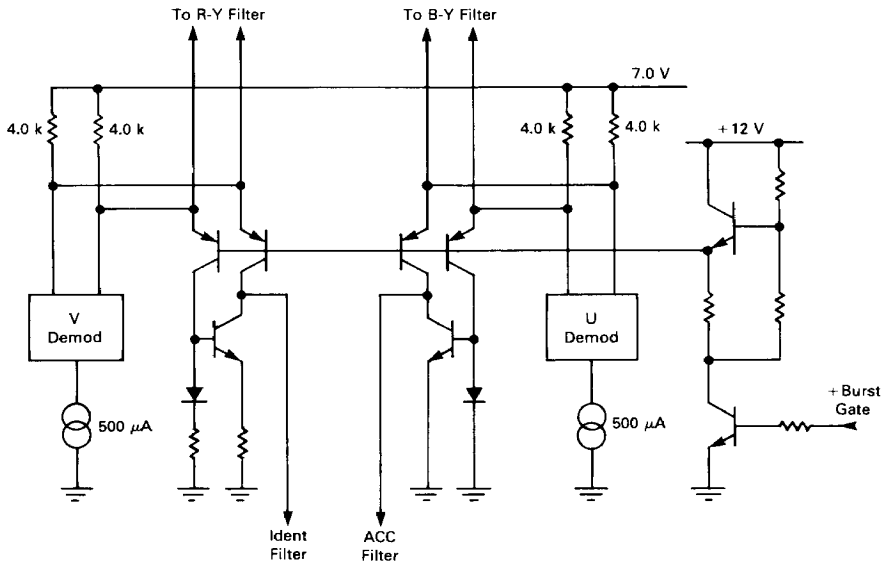 To R-Y Filter
To B-Y Filter
7.0 V
4.0 k
4.0 k
4.0 k
4.0 k
+12 V
V
Demod
U
Demod
+Burst
Gate
500 μA
500 μA
Ident
Filter
ACC
Filter